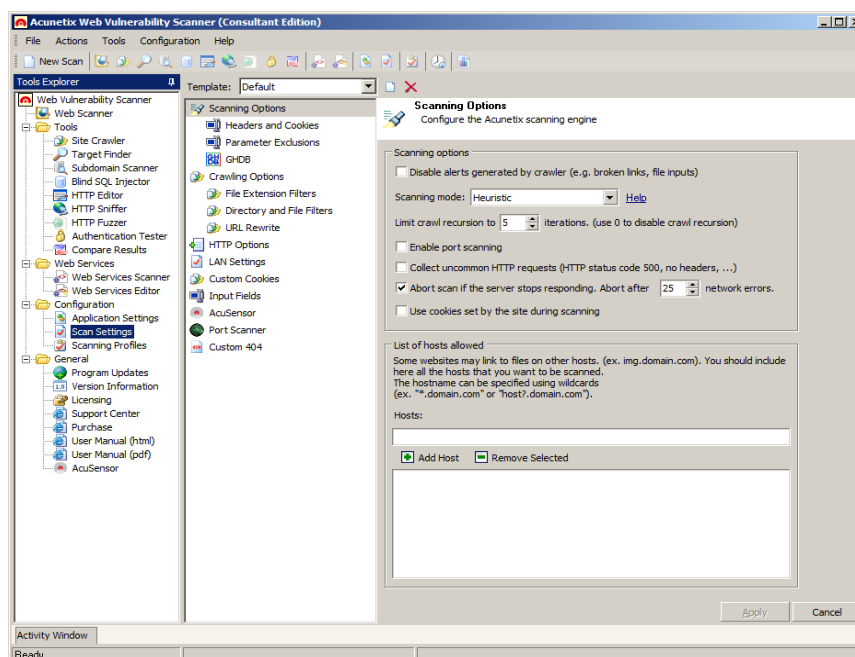 Acunetix Web Vulnerability Scanner (Consultant Edition)
File Actions Tools Configuration Help
New Scan
Tools Explorer
Web Vulnerability Scanner
Web Scanner
Tools
Site Crawler
Target Finder
Subdomain Scanner
Blind SQL Injector
HTTP Editor
HTTP Sniffer
HTTP Fuzzer
Authentication Tester
Compare Results
Web Services
Web Services Scanner
Web Services Editor
Configuration
Application Settings
Scan Settings
Scanning Profiles
General
Program Updates
1.0 Version Information
Licensing
Support Center
Purchase
User Manual (html)
User Manual (pdf)
AcuSensor
Template: Default
Scanning Options
Headers and Cookies
Parameter Exclusions
GHDB
Crawling Options
File Extension Filters
Directory and File Filters
URL Rewrite
HTTP Options
LAN Settings
Custom Cookies
Input Fields
AcuSensor
Port Scanner
404 Custom 404
Scanning Options
Configure the Acunetix scanning engine
Scanning options
Disable alerts generated by crawler (e.g. broken links, file inputs)
Scanning mode: Heuristic Help
Limit crawl recursion to 5 iterations. (use 0 to disable crawl recursion)
Enable port scanning
Collect uncommon HTTP requests (HTTP status code 500, no headers, ...)
Abort scan if the server stops responding. Abort after 25 network errors.
Use cookies set by the site during scanning
List of hosts allowed
Some websites may link to files on other hosts. (ex. img.domain.com). You should include
here all the hosts that you want to be scanned.
The hostname can be specified using wildcards
(ex. "*.domain.com" or "host?.domain.com").
Hosts:
Add Host Remove Selected
Apply Cancel
Activity Window
Ready